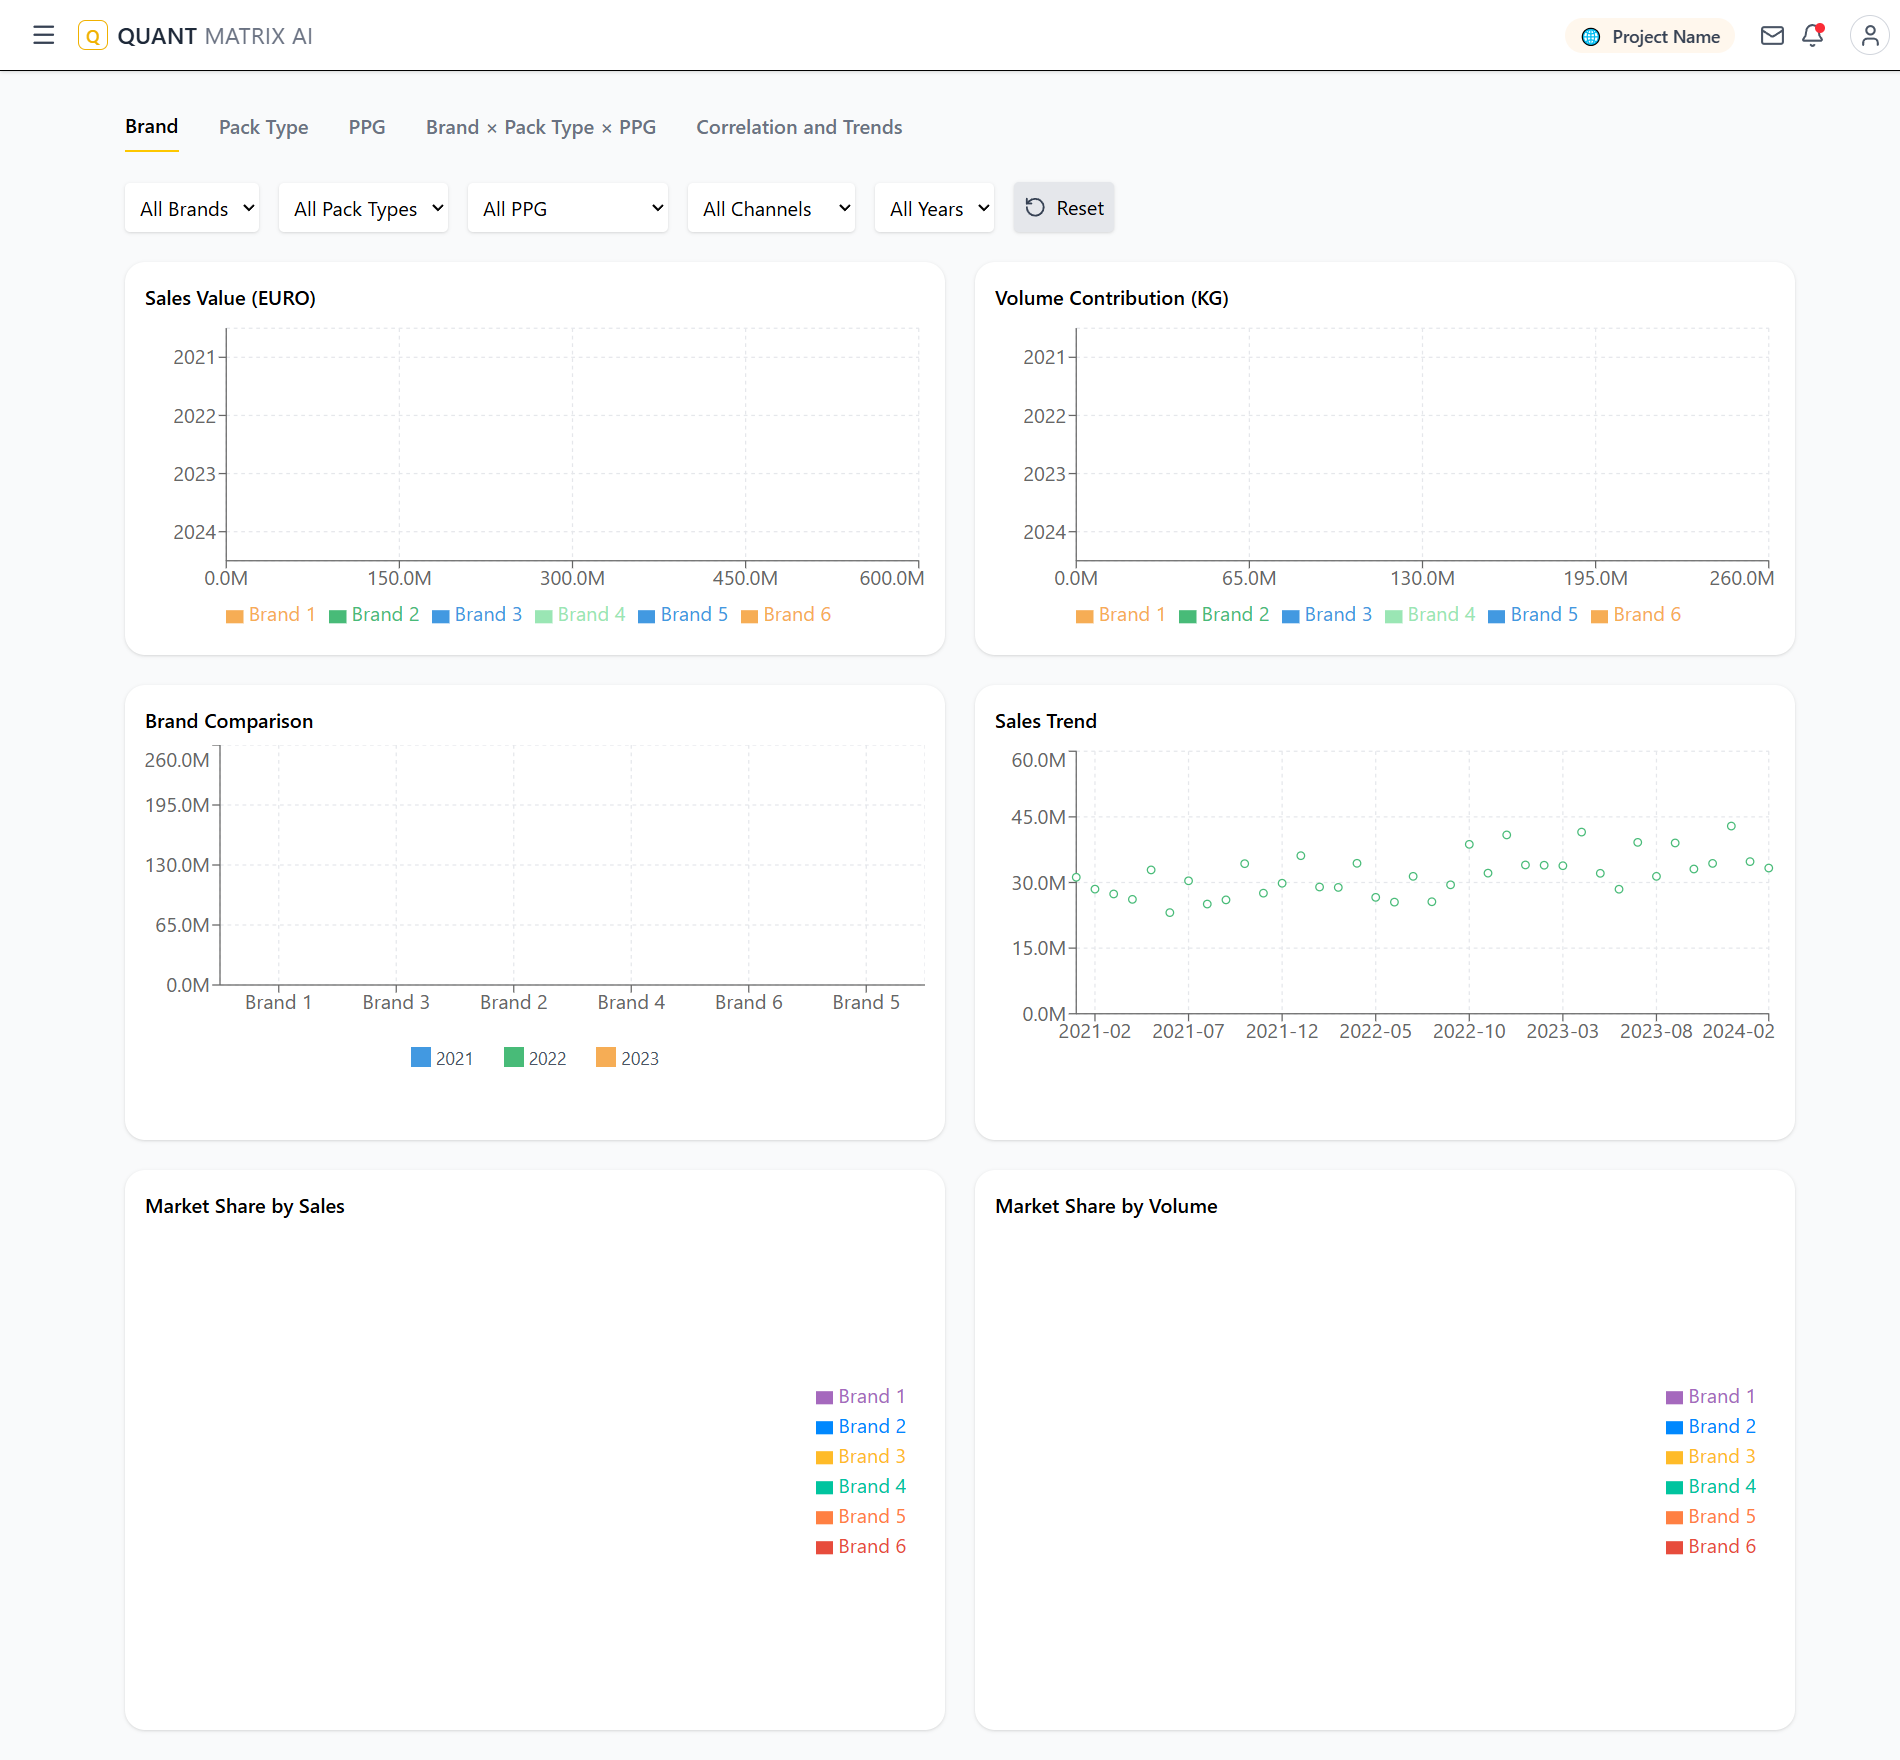 Q QUANT MATRIX AI
Project Name
Brand
Pack Type
PPG
Brand × Pack Type × PPG
Correlation and Trends
All Brands
All Pack Types
All PPG
All Channels
All Years
Reset
Sales Value (EURO)
2021
2022
2023
2024
0.0M 150.0M 300.0M 450.0M 600.0M
Brand 1 Brand 2 Brand 3 Brand 4 Brand 5 Brand 6
Volume Contribution (KG)
2021
2022
2023
2024
0.0M 65.0M 130.0M 195.0M 260.0M
Brand 1 Brand 2 Brand 3 Brand 4 Brand 5 Brand 6
Brand Comparison
260.0M
195.0M
130.0M
65.0M
0.0M
Brand 1 Brand 3 Brand 2 Brand 4 Brand 6 Brand 5
2021 2022 2023
Sales Trend
60.0M
45.0M
30.0M
15.0M
0.0M
2021-02 2021-07 2021-12 2022-05 2022-10 2023-03 2023-08 2024-02
Market Share by Sales
Brand 1
Brand 2
Brand 3
Brand 4
Brand 5
Brand 6
Market Share by Volume
Brand 1
Brand 2
Brand 3
Brand 4
Brand 5
Brand 6